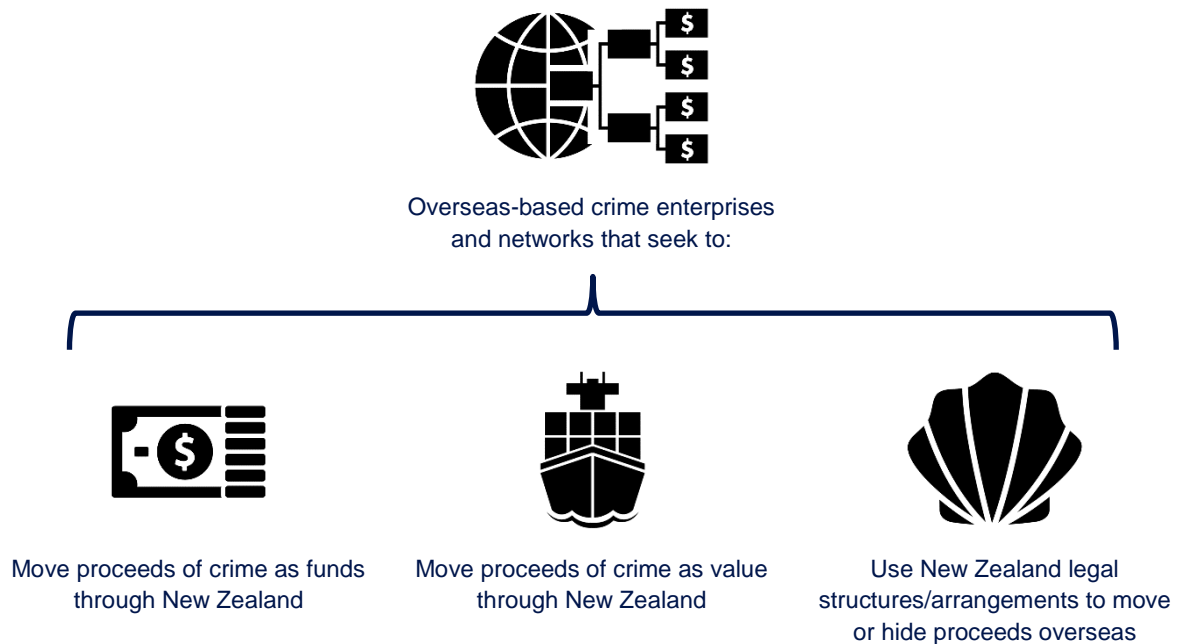 $
$
$
$
Overseas-based crime enterprises
and networks that seek to:
$
Move proceeds of crime as funds
through New Zealand
Move proceeds of crime as value
through New Zealand
Use New Zealand legal
structures/arrangements to move
or hide proceeds overseas